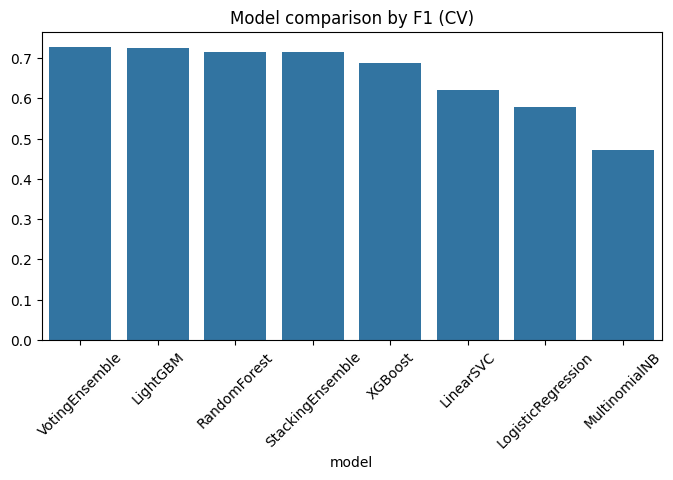 Model comparison by F1 (CV)
0.7
0.6
0.5
0.4
0.3
0.2
0.1
0.0
VotingEnsemble
LightGBM
RandomForest
StackingEnsemble
XGBoost
LinearSVC
LogisticRegression
MultinomialNB
model